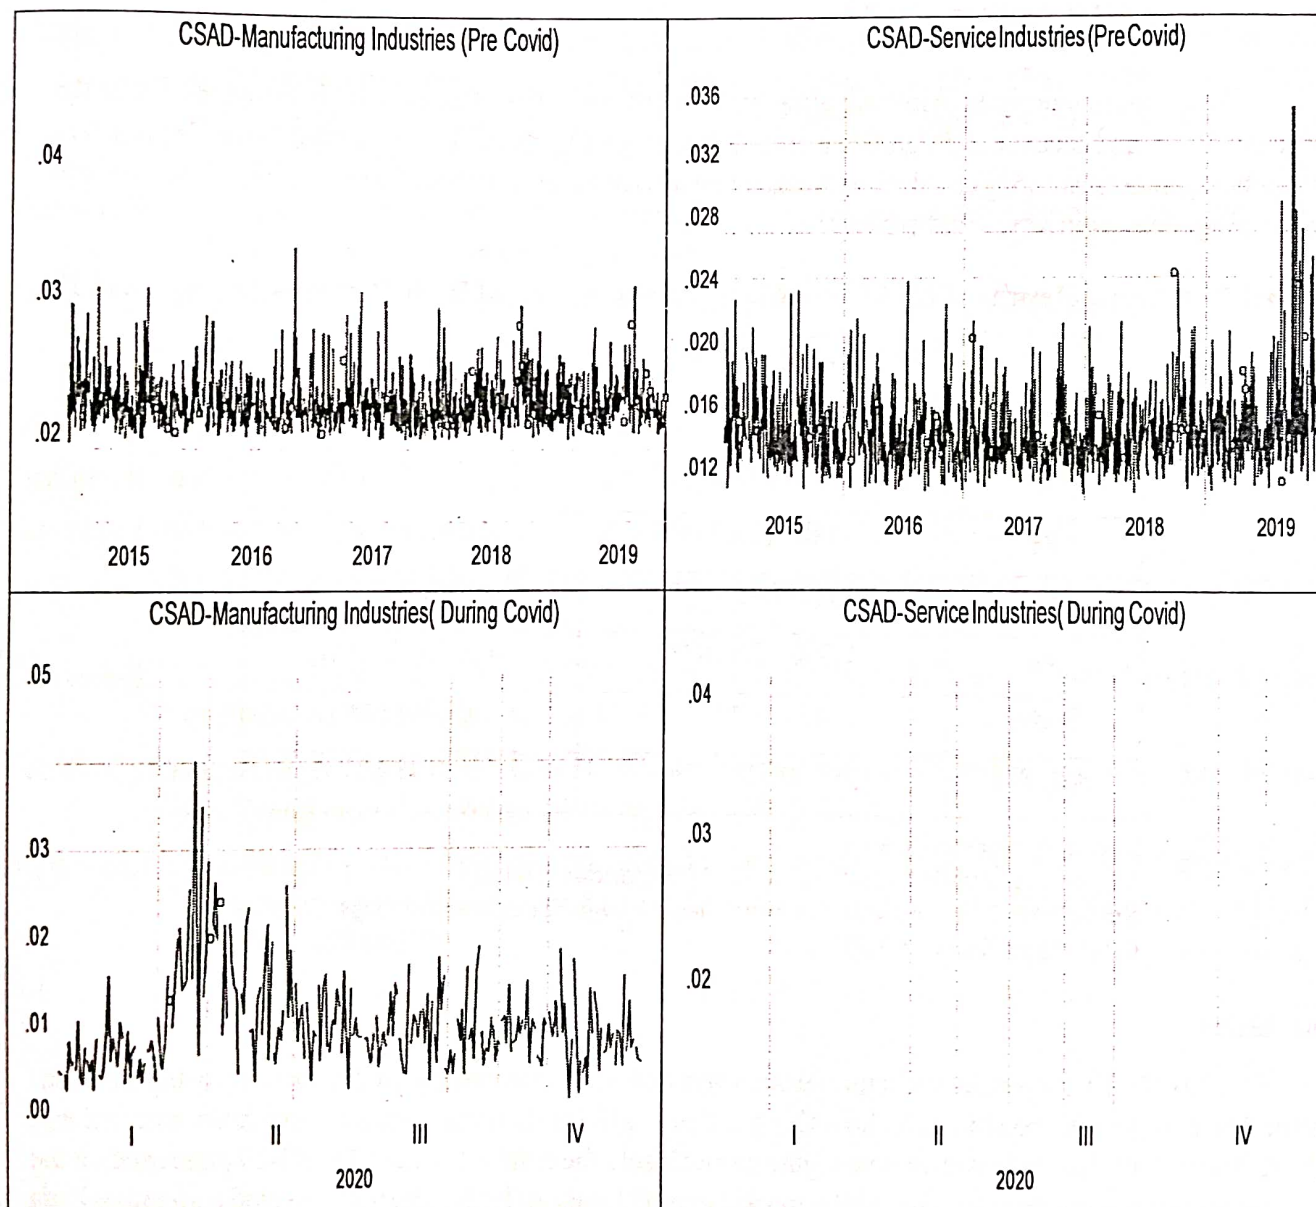 CSAD-Manufacturing Industries (Pre Covid)
.04
.03
.02
2015 2016 2017 2018 2019
CSAD-Service Industries (Pre Covid)
.036
.032
.028
.024
.020
.016
.012
2015 2016 2017 2018 2019
CSAD-Manufacturing Industries( During Covid)
.05
.03
.02
.01
.00
I II III IV
2020
CSAD-Service Industries( During Covid)
.04
.03
.02
I II III IV
2020